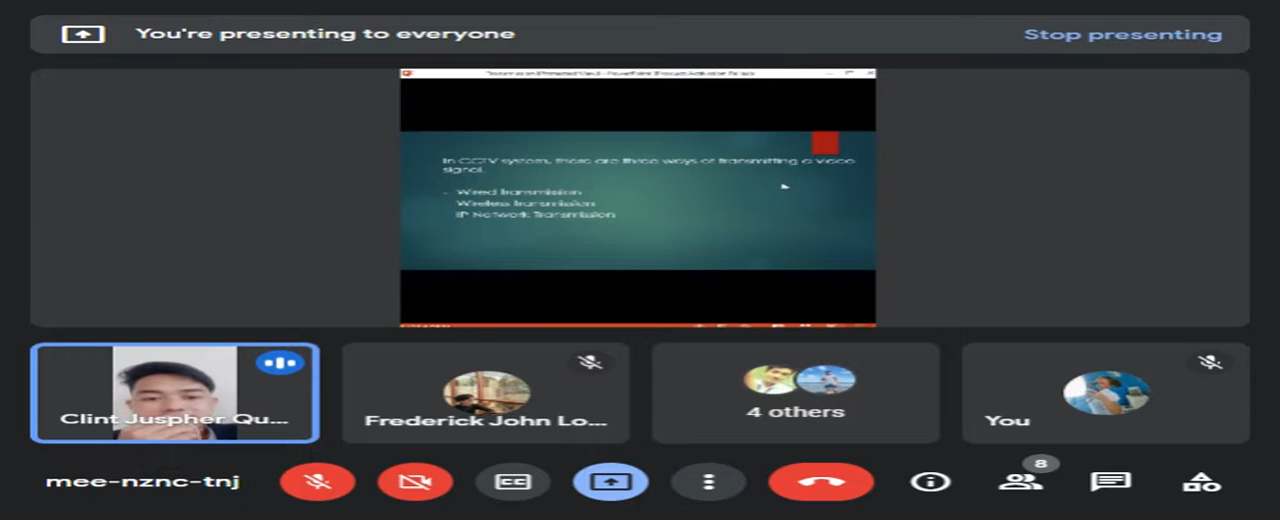 You're presenting to everyone
Stop presenting
In CCTV system, there are three ways of transmitting a video
signal.
- Wired transmission
Wireless transmission
IP Network Transmission
Clint Juspher Qu...
Frederick John Lo...
4 others
You
mee-nznc-tnj
CC
8